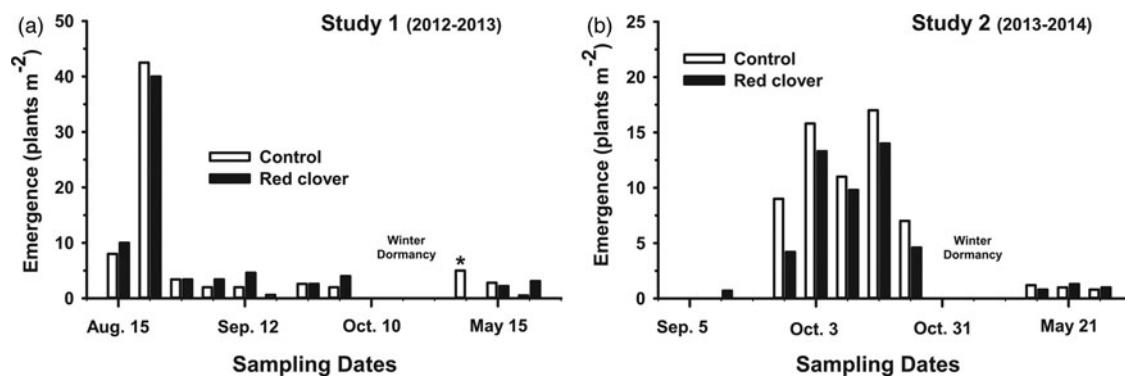 (a)
Study 1 (2012-2013)
Emergence (plants m-2)
50
40
30
20
10
0
Control
Red clover
Winter
Dormancy
*
Aug. 15 Sep. 12 Oct. 10 May 15
Sampling Dates
(b)
Study 2 (2013-2014)
Emergence (plants m-2)
25
20
15
10
5
0
Control
Red clover
Winter
Dormancy
Sep. 5 Oct. 3 Oct. 31 May 21
Sampling Dates